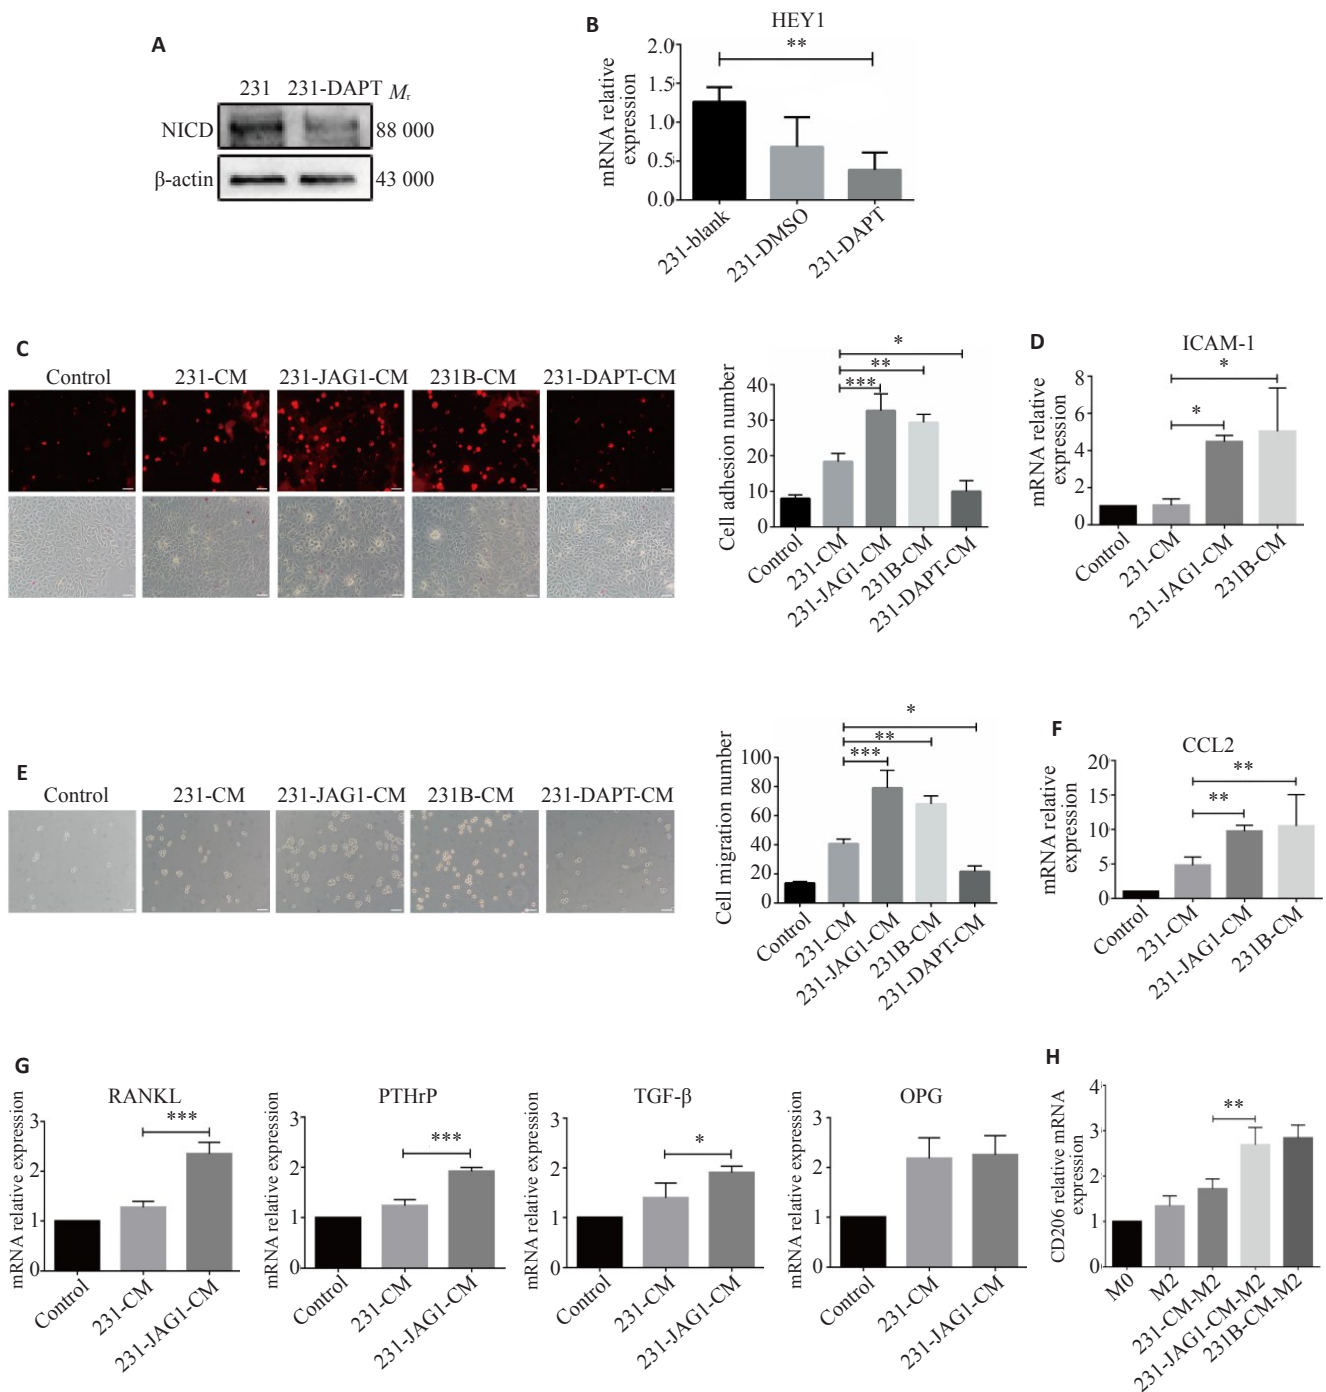 A
231 231-DAPT Mr
NICD 88 000
β-actin 43 000
B
HEY1
mRNA relative
expression
2.0
1.5
1.0
0.5
0.0
**
231-blank
231-DMSO
231-DAPT
C
Control 231-CM 231-JAG1-CM 231B-CM 231-DAPT-CM
Cell adhesion number
40
30
20
10
0
*
**
***
Control
231-CM
231-JAG1-CM
231B-CM
231-DAPT-CM
D
ICAM-1
mRNA relative
expression
8
6
4
2
0
*
*
Control
231-CM
231-JAG1-CM
231B-CM
E
Control 231-CM 231-JAG1-CM 231B-CM 231-DAPT-CM
Cell migration number
100
80
60
40
20
0
*
**
***
Control
231-CM
231-JAG1-CM
231B-CM
231-DAPT-CM
F
CCL2
mRNA relative
expression
20
15
10
5
0
**
**
Control
231-CM
231-JAG1-CM
231B-CM
G
RANKL
mRNA relative expression
3
2
1
0
***
Control
231-CM
231-JAG1-CM
PTHrP
mRNA relative expression
3
2
1
0
***
Control
231-CM
231-JAG1-CM
TGF-β
mRNA relative expression
3
2
1
0
*
Control
231-CM
231-JAG1-CM
OPG
mRNA relative expression
3
2
1
0
Control
231-CM
231-JAG1-CM
H
CD206 relative mRNA
expression
4
3
2
1
0
**
M0
M2
231-CM-M2
231-JAG1-CM-M2
231B-CM-M2